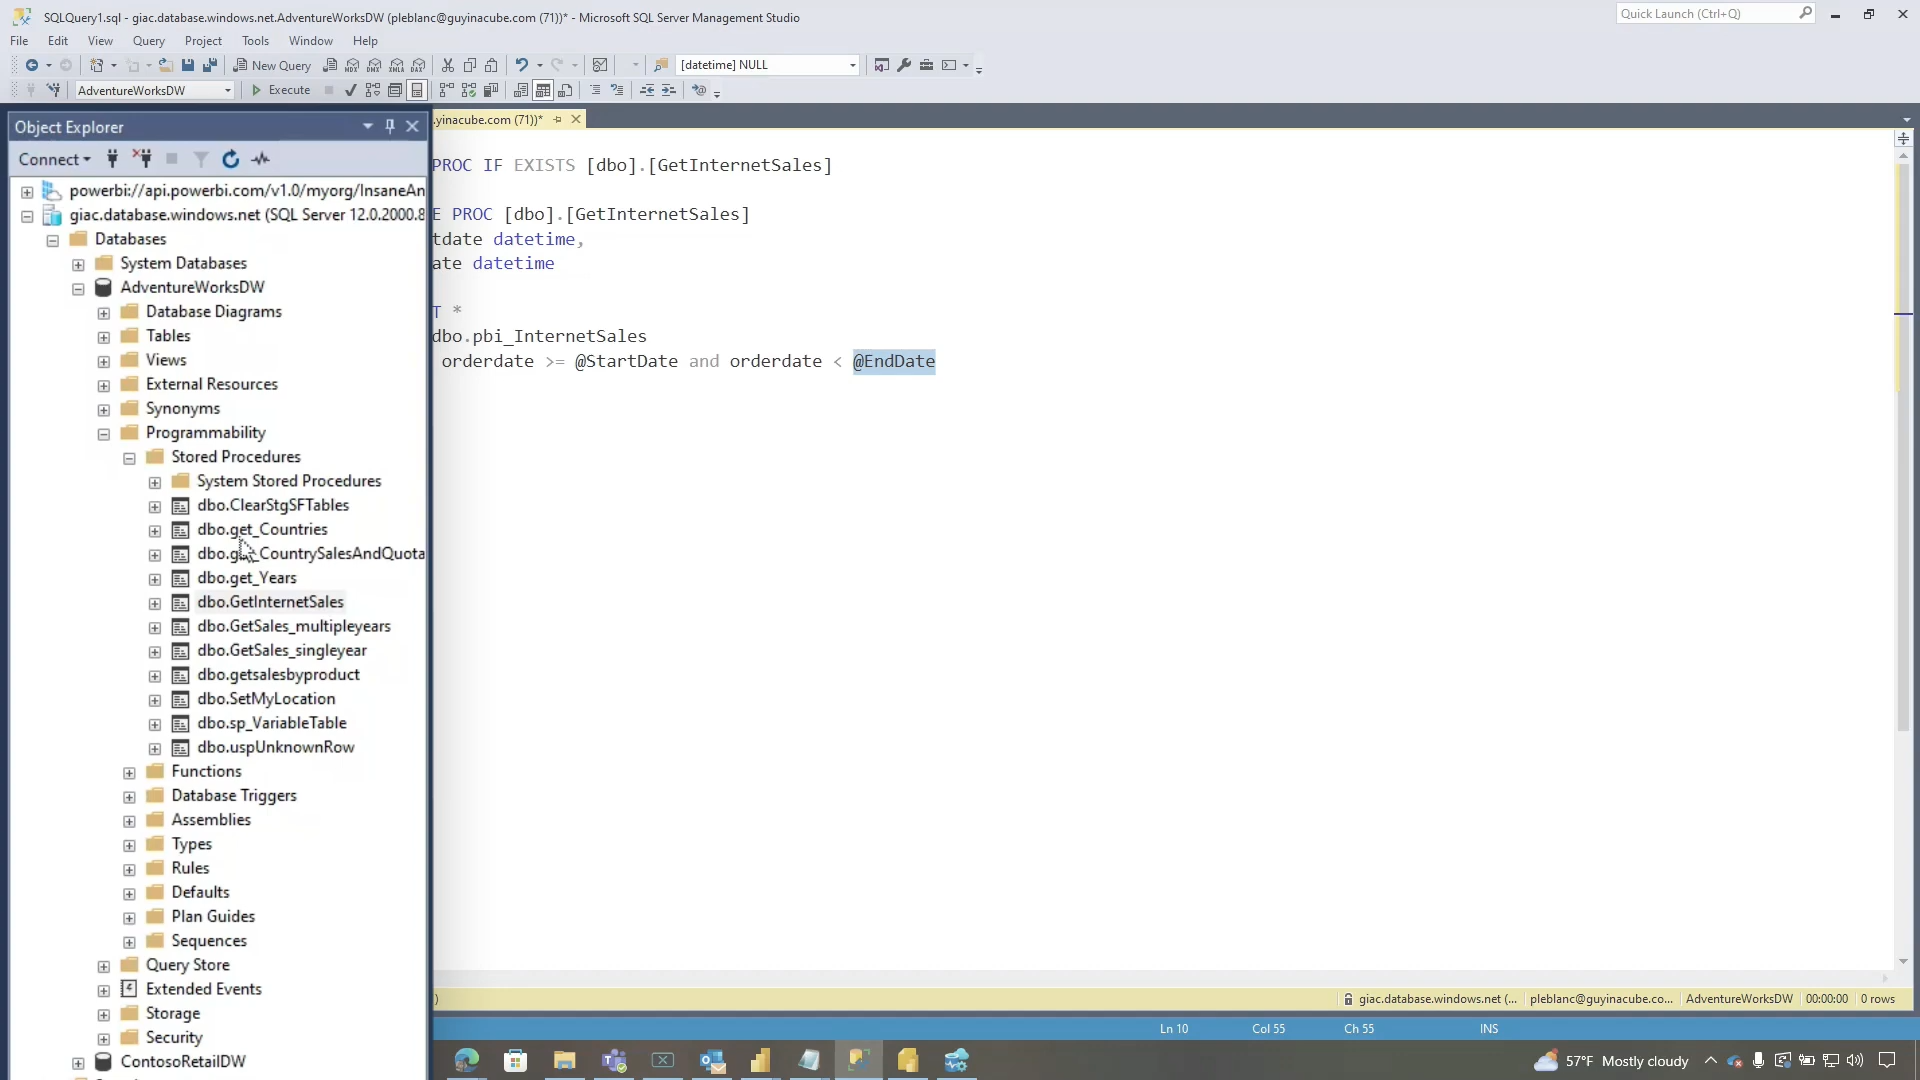 SQLQuery1.sql - giac.database.windows.net.AdventureWorksDW (pleblanc@guyinacube.com (71))* - Microsoft SQL Server Management Studio
Quick Launch (Ctrl+Q)
File Edit View Query Project Tools Window Help
New Query
MDX DMX XMLA DAX
[datetime] NULL
AdventureWorksDW
Execute
Object Explorer
.yinacube.com (71))*
Connect
powerbi://api.powerbi.com/v1.0/myorg/InsaneAn
giac.database.windows.net (SQL Server 12.0.2000.8
Databases
System Databases
AdventureWorksDW
Database Diagrams
Tables
Views
External Resources
Synonyms
Programmability
Stored Procedures
System Stored Procedures
dbo.ClearStgSFTables
dbo.get_Countries
dbo.get_CountrySalesAndQuota
dbo.get_Years
dbo.GetInternetSales
dbo.GetSales_multipleyears
dbo.GetSales_singleyear
dbo.getsalesbyproduct
dbo.SetMyLocation
dbo.sp_VariableTable
dbo.uspUnknownRow
Functions
Database Triggers
Assemblies
Types
Rules
Defaults
Plan Guides
Sequences
Query Store
Extended Events
Storage
Security
ContosoRetailDW
PROC IF EXISTS [dbo].[GetInternetSales]
E PROC [dbo].[GetInternetSales]
tdate datetime,
ate datetime
T *
dbo.pbi_InternetSales
orderdate >= @StartDate and orderdate < @EndDate
)
giac.database.windows.net (... pleblanc@guyinacube.co... AdventureWorksDW 00:00:00 0 rows
Ln 10 Col 55 Ch 55 INS
57°F Mostly cloudy